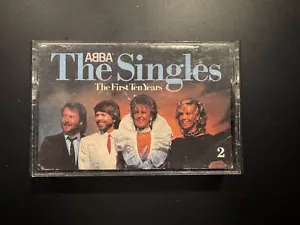 ABBA
The Singles
The First Ten Years
2